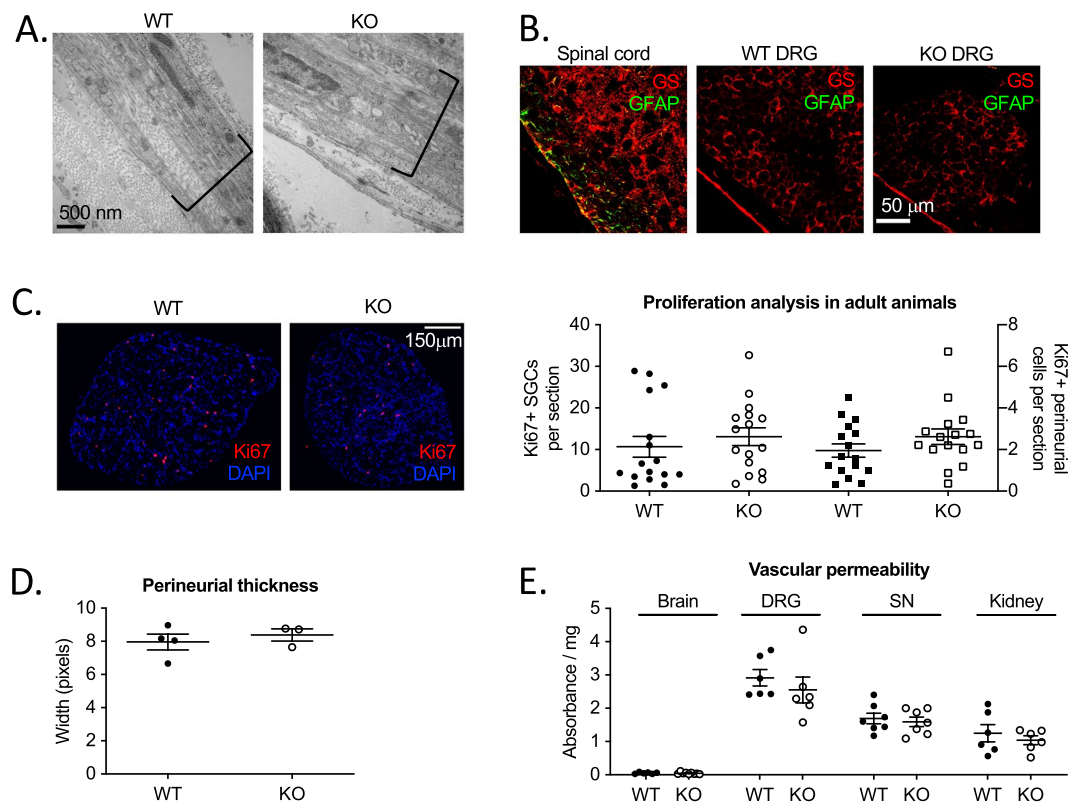 A.
WT
KO
500 nm
B.
Spinal cord
WT DRG
KO DRG
GS
GFAP
GS
GFAP
GS
GFAP
50 μm
C.
WT
KO
150μm
Ki67
DAPI
Ki67
DAPI
Proliferation analysis in adult animals
Ki67+ SGCs
per section
40
30
20
10
0
8
6
4
2
0
Ki67+ perineurial
cells per section
WT
KO
WT
KO
D.
Perineurial thickness
Width (pixels)
10
8
6
4
2
0
WT
KO
E.
Vascular permeability
Brain
DRG
SN
Kidney
Absorbance / mg
5
4
3
2
1
0
WT
KO
WT
KO
WT
KO
WT
KO